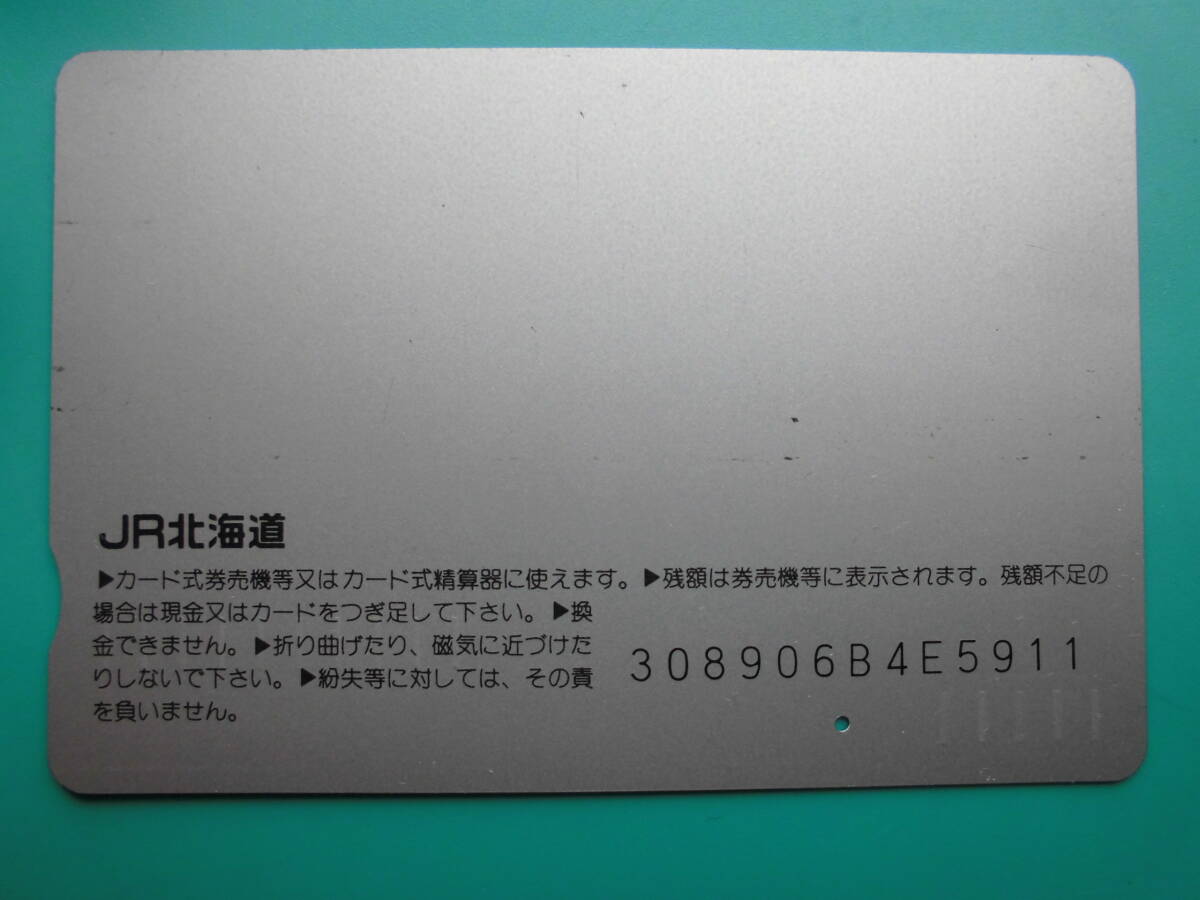 JR北海道
▶カード式券売機等又はカード式精算器に使えます。▶残額は券売機等に表示されます。残額不足の
場合は現金又はカードをつぎ足して下さい。▶換
金できません。▶折り曲げたり、磁気に近づけた
りしないで下さい。▶紛失等に対しては、その責
を負いません。
308906B4E5911